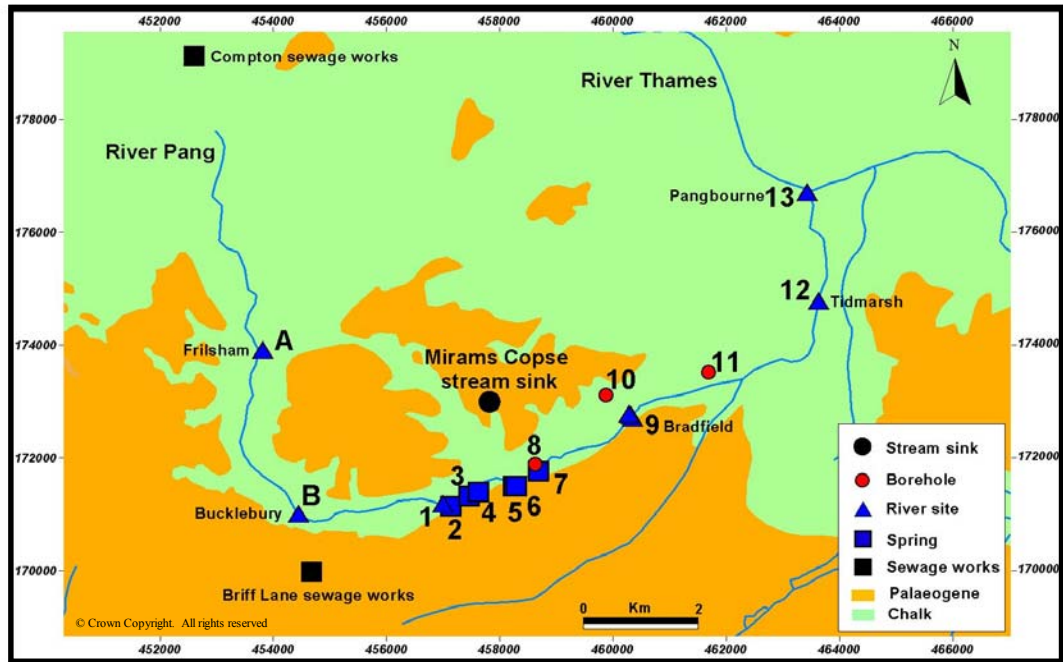 452000 454000 456000 458000 460000 462000 464000 466000
N
Compton sewage works
River Thames
178000 178000
River Pang
Pangbourne 13
176000 176000
12 Tidmarsh
174000 174000
Frilsham A
Mirams Copse
stream sink
11
10
9 Bradfield
172000 172000
8
3
7
B
Bucklebury
1 2 4 5 6
170000 170000
Briff Lane sewage works
0 Km 2
Stream sink
Borehole
River site
Spring
Sewage works
Palaeogene
Chalk
© Crown Copyright. All rights reserved
452000 454000 456000 458000 460000 462000 464000 466000